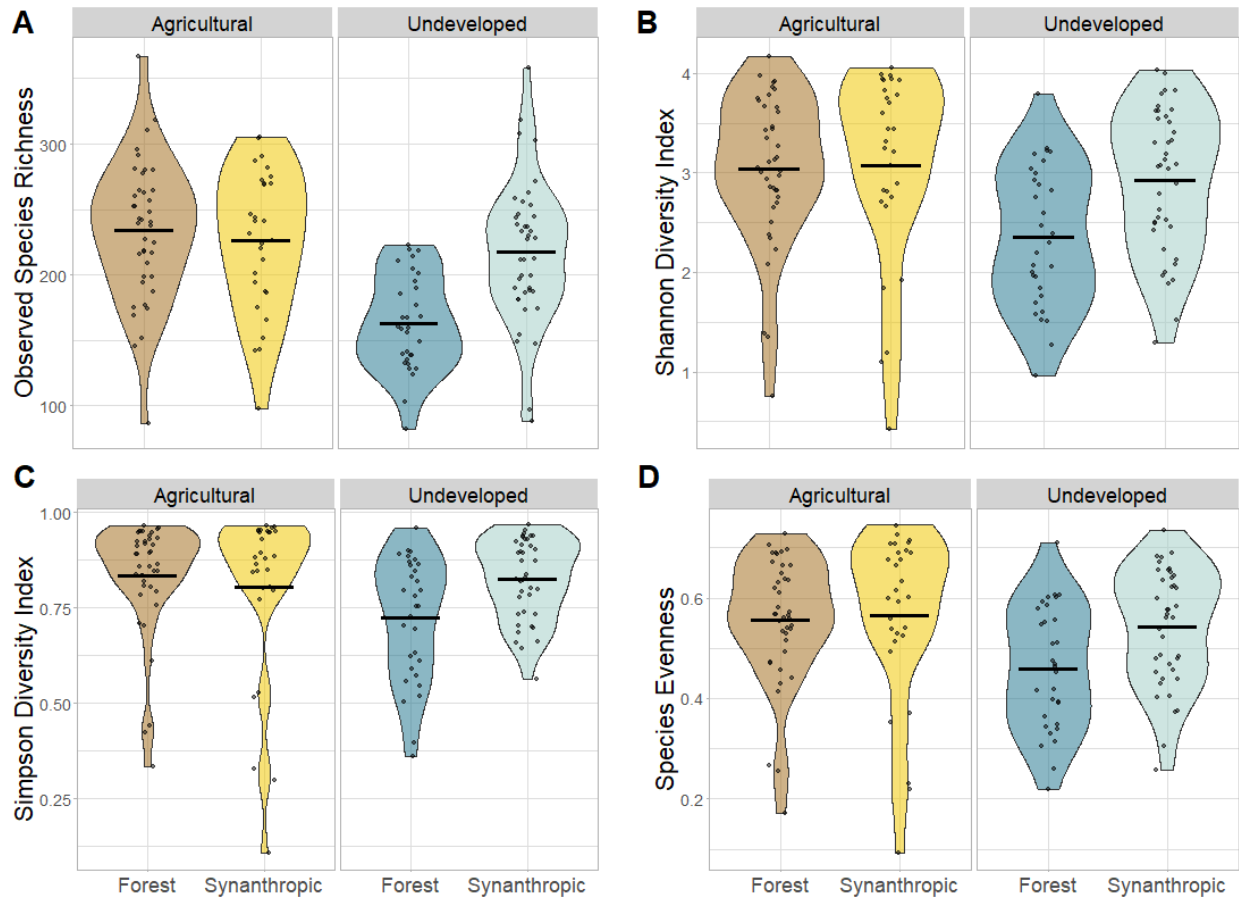 A
Agricultural
Undeveloped
Observed Species Richness
300
200
100
B
Agricultural
Undeveloped
Shannon Diversity Index
4
3
2
1
C
Agricultural
Undeveloped
Simpson Diversity Index
1.00
0.75
0.50
0.25
Forest
Synanthropic
Forest
Synanthropic
D
Agricultural
Undeveloped
Species Evenness
0.6
0.4
0.2
Forest
Synanthropic
Forest
Synanthropic